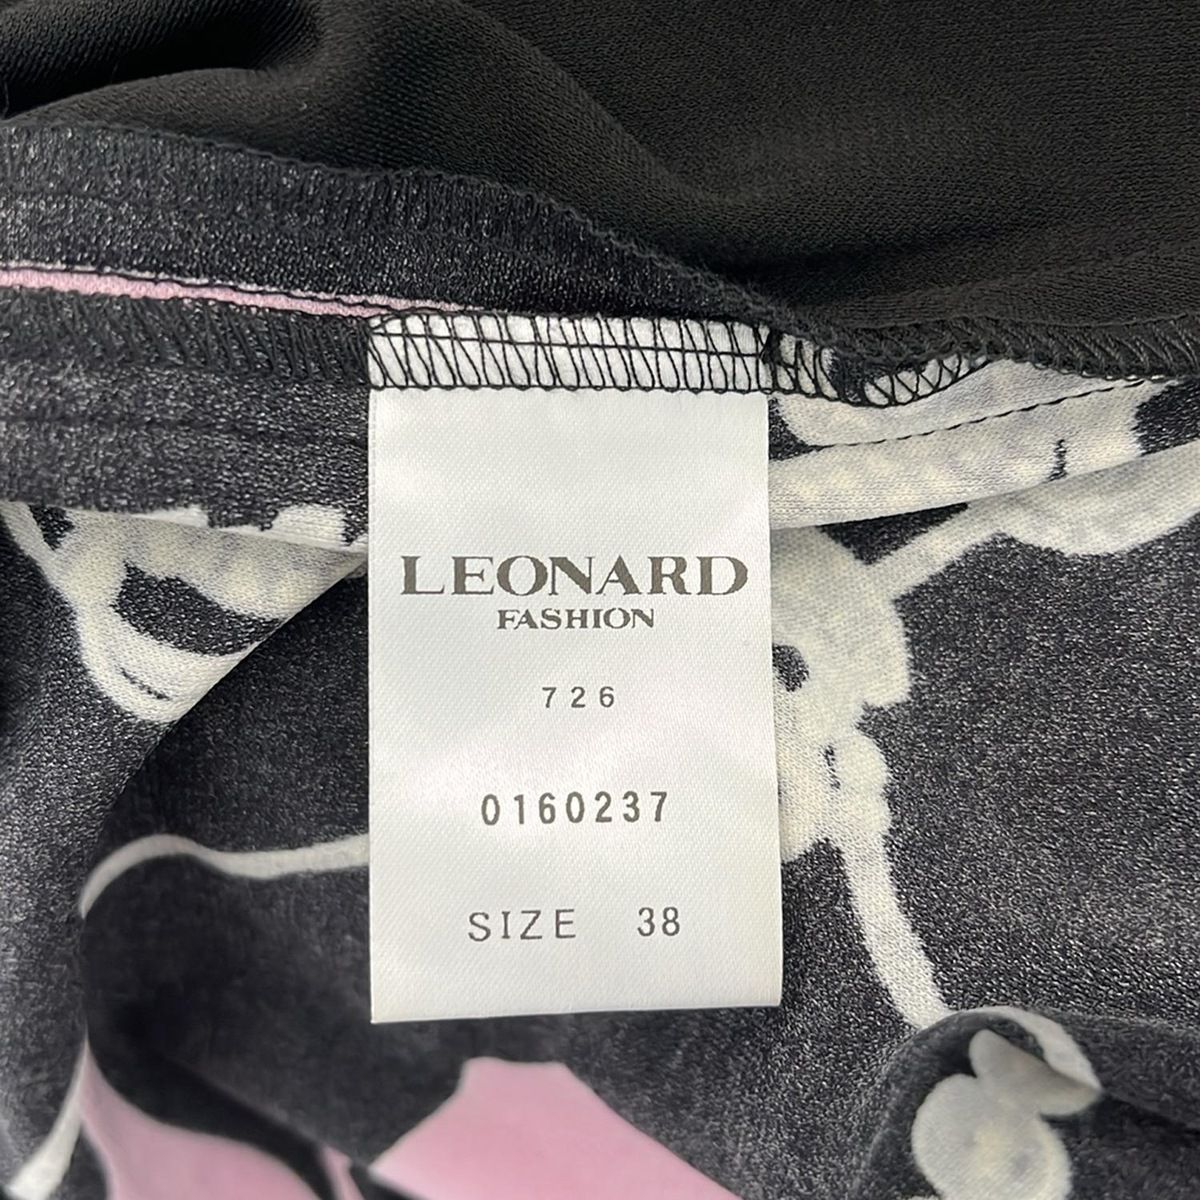 LEONARD
FASHION
726
0160237
SIZE 38